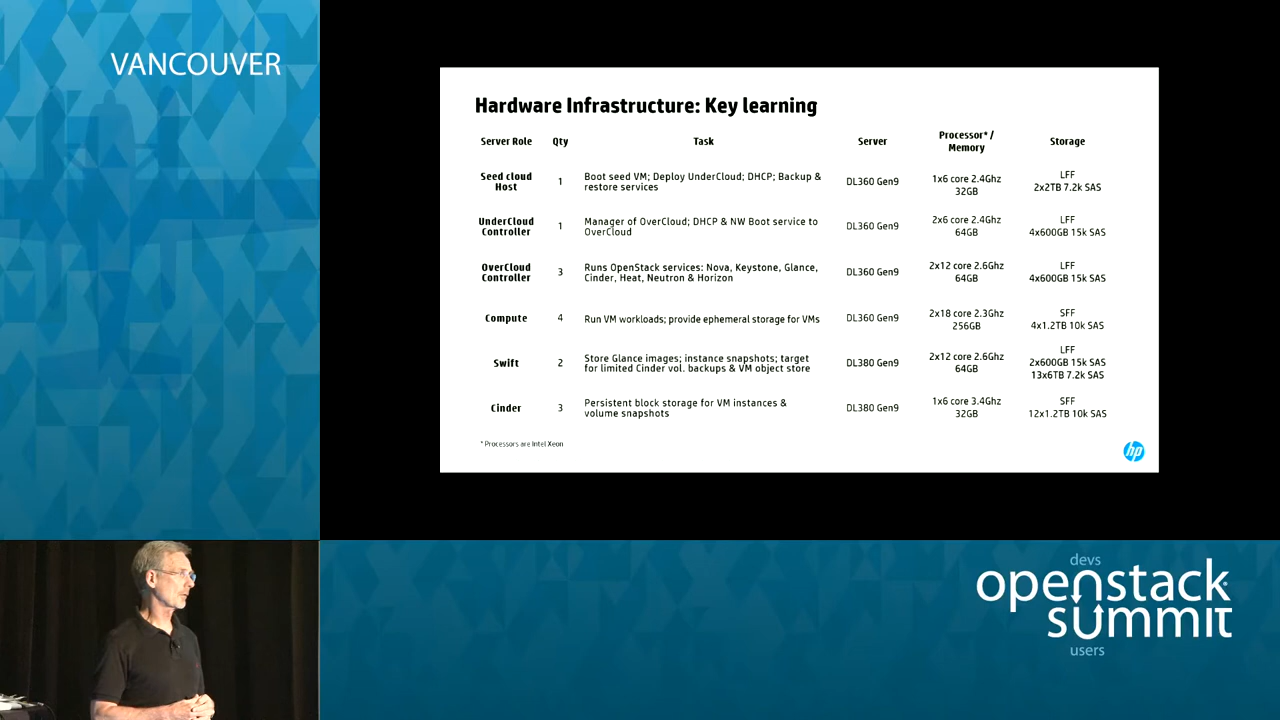 VANCOUVER
Hardware Infrastructure: Key learning
Server Role Qty Task Server Processor* / Memory Storage
Seed cloud Host 1 Boot seed VM; Deploy UnderCloud; DHCP; Backup & restore services DL360 Gen9 1x6 core 2.4Ghz 32GB LFF 2x2TB 7.2k SAS
UnderCloud Controller 1 Manager of OverCloud; DHCP & NW Boot service to OverCloud DL360 Gen9 2x6 core 2.4Ghz 64GB LFF 4x600GB 15k SAS
OverCloud Controller 3 Runs OpenStack services: Nova, Keystone, Glance, Cinder, Heat, Neutron & Horizon DL360 Gen9 2x12 core 2.6Ghz 64GB LFF 4x600GB 15k SAS
Compute 4 Run VM workloads; provide ephemeral storage for VMs DL360 Gen9 2x18 core 2.3Ghz 256GB SFF 4x1.2TB 10k SAS
Swift 2 Store Glance images; instance snapshots; target for limited Cinder vol. backups & VM object store DL380 Gen9 2x12 core 2.6Ghz 64GB LFF 2x600GB 15k SAS 13x6TB 7.2k SAS
Cinder 3 Persistent block storage for VM instances & volume snapshots DL380 Gen9 1x6 core 3.4Ghz 32GB SFF 12x1.2TB 10k SAS
* Processors are Intel Xeon
hp
devs
openstack
summit
users